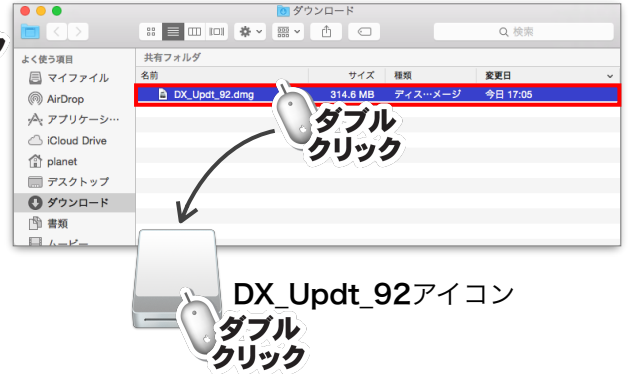 ダウンロード
検索
よく使う項目
共有フォルダ
マイファイル
名前 サイズ 種類 変更日
AirDrop
DX_Updt_92.dmg 314.6 MB ディス…メージ 今日 17:05
アプリケーシ…
iCloud Drive
planet
デスクトップ
ダウンロード
書類
ムービー
ダブル
クリック
DX_Updt_92アイコン
ダブル
クリック